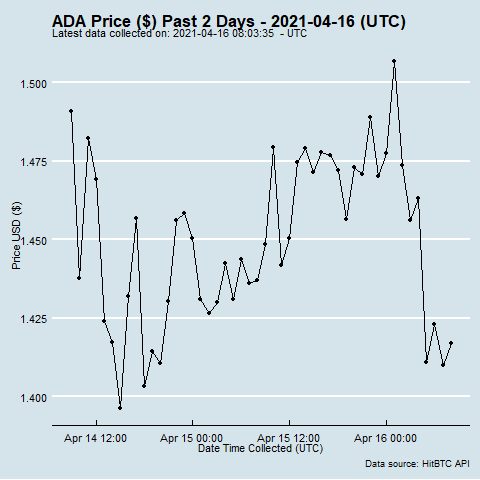 ADA Price ($) Past 2 Days - 2021-04-16 (UTC)
Latest data collected on: 2021-04-16 08:03:35 - UTC
1.500
1.475
1.450
1.425
1.400
Price USD ($)
Apr 14 12:00 Apr 15 00:00 Apr 15 12:00 Apr 16 00:00
Date Time Collected (UTC)
Data source: HitBTC API